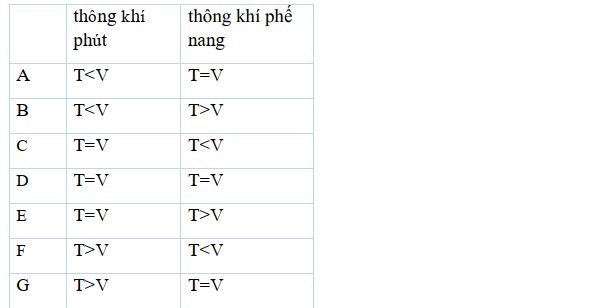 thông khí phút thông khí phế nang
A T<V T=V
B T<V T>V
C T=V T<V
D T=V T=V
E T=V T>V
F T>V T<V
G T>V T=V